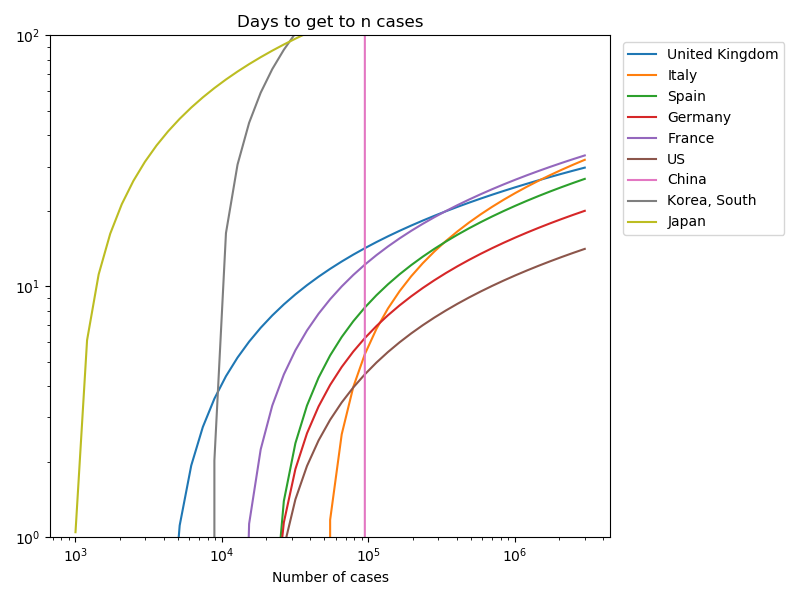 Days to get to n cases
10²
10¹
10⁰
10³
10⁴
10⁵
10⁶
Number of cases
United Kingdom
Italy
Spain
Germany
France
US
China
Korea, South
Japan